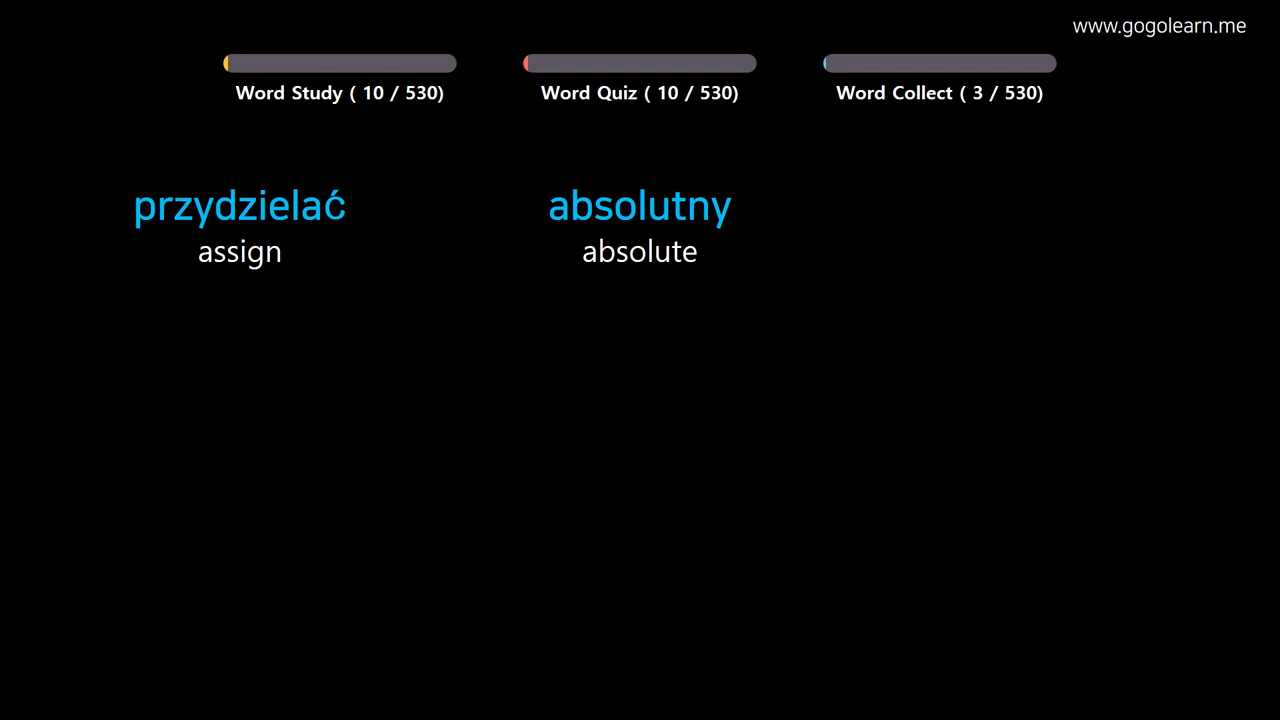 www.gogolearn.me
Word Study ( 10 / 530)
Word Quiz ( 10 / 530)
Word Collect ( 3 / 530)
przydzielać
assign
absolutny
absolute